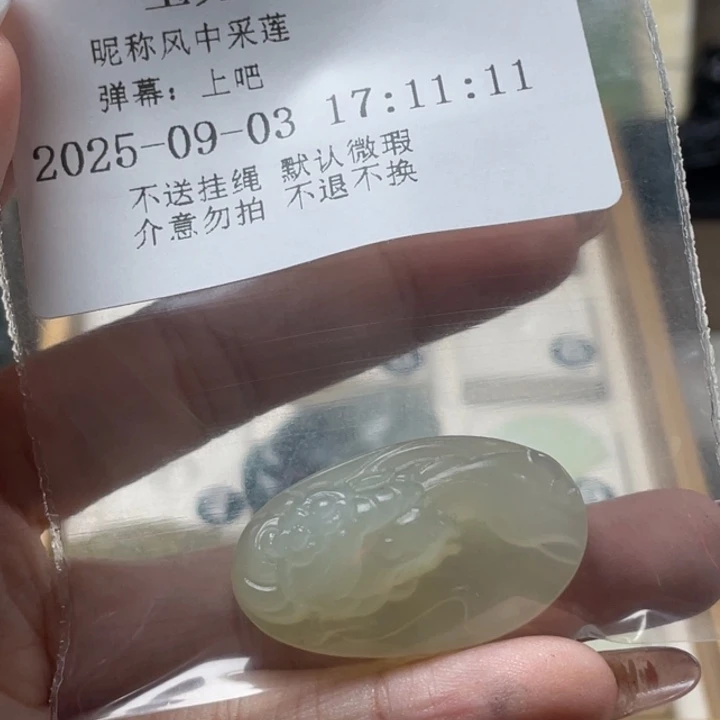 昵称风中采莲
弹幕：上吧
2025-09-03 17:11:11
不送挂绳 默认微瑕
介意勿拍 不退不换